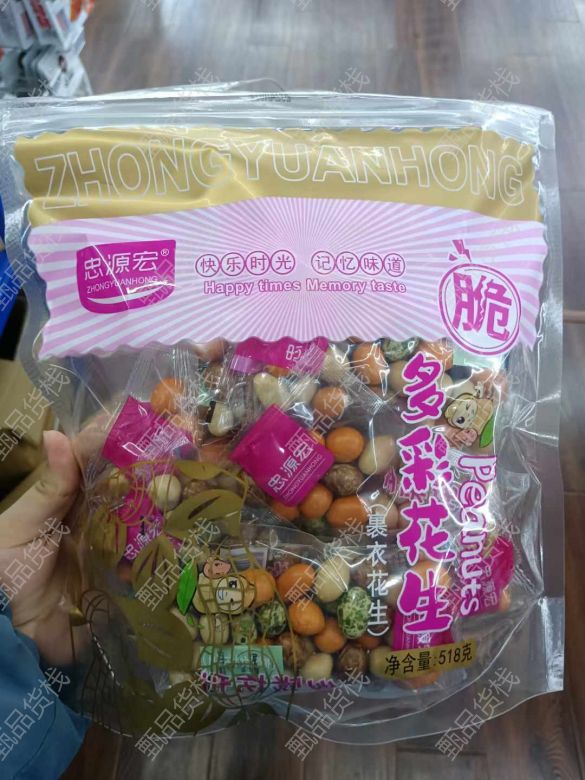 ZHONGYUANHONG
忠源宏®
ZHONGYUANHONG
快乐时光 记忆味道
Happy times Memory taste
脆
多彩花生
Peanuts
(裹衣花生)
忠源宏
ZHONGYUANHONG
净含量:518克
甄品货栈